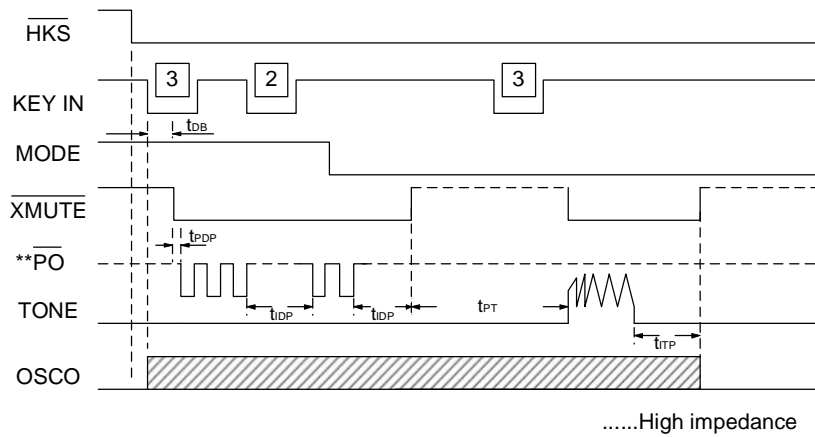 HKS
3 2 3
KEY IN
tDB
MODE
XMUTE
tPDP
**PO
TONE
tIDP tIDP tPT
tITP
OSCO
......High impedance